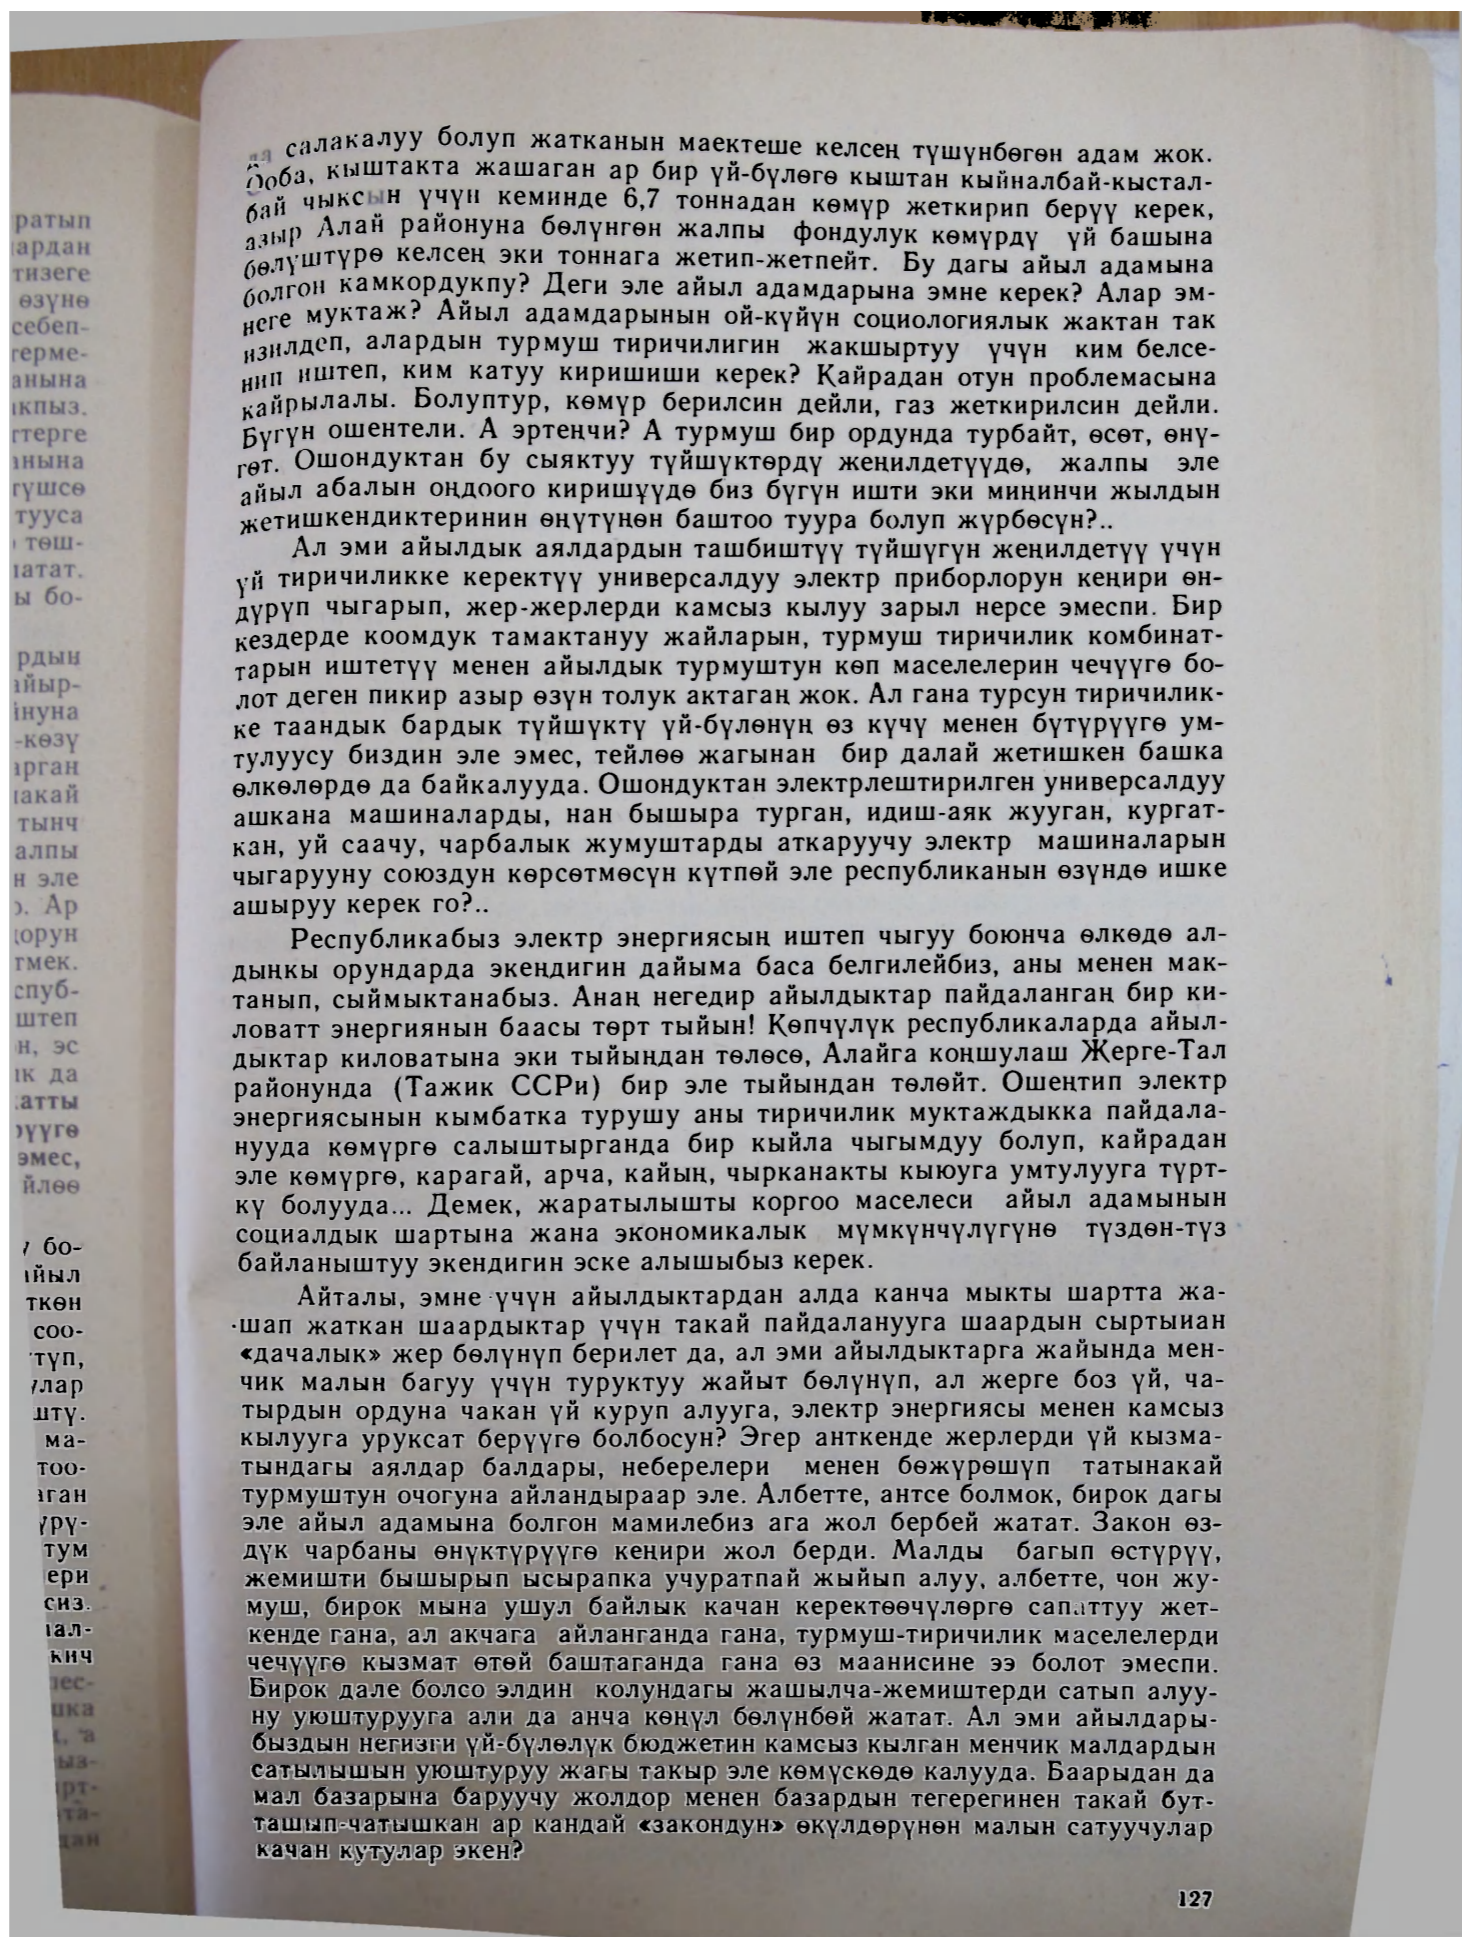 да салакалуу болуп жатканын маектеше келсең түшүнбөгөн адам жок.
Ооба, кыштакта жашаган ар бир үй-бүлөгө кыштан кыйналбай-кыстал-
бай чыксын үчүн кеминде 6,7 тоннадан көмүр жеткирип берүү керек,
азыр Алай районуна бөлүнгөн жалпы фондулук көмүрдү үй башына
бөлүштүрө келсең эки тоннага жетип-жетпейт. Бу дагы айыл адамына
болгон камкордукпу? Деги эле айыл адамдарына эмне керек? Алар эм-
неге муктаж? Айыл адамдарынын ой-күйүн социологиялык жактан так
изилдеп, алардын турмуш тиричилигин жакшыртуу үчүн ким белсе-
нип иштеп, ким катуу киришиши керек? Қайрадан отун проблемасына
кайрылалы. Болуптур, көмүр берилсин дейли, газ жеткирилсин дейли.
Бүгүн ошентели. А эртеңчи? А турмуш бир ордунда турбайт, өсөт, өнү-
гөт. Ошондуктан бу сыяктуу түйшүктөрдү жеңилдетүүдө, жалпы эле
айыл абалын оңдоого киришүүдө биз бүгүн ишти эки миңинчи жылдын
жетишкендиктеринин өңүтүңөн баштоо туура болуп жүрбөсүн?..
Ал эми айылдык аялдардын ташбиштүү түйшүгүн жеңилдетүү үчүн
үй тиричиликке керектүү универсалдуу электр приборлорун кеңири өн-
дүрүп чыгарып, жер-жерлерди камсыз кылуу зарыл нерсе эмеспи. Бир
кездерде коомдук тамактануу жайларын, турмуш тиричилик комбинат-
тарын иштетүү менен айылдык турмуштун көп маселелерин чечүүгө бо-
лот деген пикир азыр өзүн толук актагаң жок. Ал гана турсун тиричилик-
ке таандык бардык түйшүктү үй-бүлөнүң өз күчү менен бүтүрүүгө ум-
тулуусу биздин эле эмес, тейлөө жагынан бир далай жетишкен башка
өлкөлөрдө да байкалууда. Ошондуктан электрлештирилген универсалдуу
ашкана машиналарды, нан бышыра турган, идиш-аяк жууган, кургат-
кан, уй саачу, чарбалык жумуштарды аткаруучу электр машиналарын
чыгарууну союздун көрсөтмөсүн күтпөй эле республиканын өзүндө ишке
ашыруу керек го?..
Республикабыз электр энергиясың иштеп чыгуу боюнча өлкөдө ал-
дыңкы орундарда экеңдигин дайыма баса белгилейбиз, аны менен мак-
танып, сыймыктанабыз. Анаң негедир айылдыктар пайдалангаң бир ки-
ловатт энергиянын баасы төрт тыйын! Қөпчүлүк республикаларда айыл-
дыктар киловатына эки тыйыңдан төлөсө, Алайга коңшулаш Жерге-Тал
районунда (Тажик ССРи) бир эле тыйындан төлөйт. Ошеңтип электр
энергиясынын кымбатка турушу аны тиричилик муктаждыкка пайдала-
нууда көмүргө салыштырганда бир кыйла чыгымдуу болуп, кайрадан
эле көмүргө, карагай, арча, кайың, чырканакты кыюуга умтулууга түрт-
кү болууда... Демек, жаратылышты коргоо маселеси айыл адамынын
социалдык шартына жана экономикалык мүмкүнчүлүгүнө түздөн-түз
байланыштуу экендигин эске алышыбыз керек.
Айталы, эмне үчүн айылдыктардан алда канча мыкты шартта жа-
шап жаткан шаардыктар үчүн такай пайдаланууга шаардын сыртыиан
«дачалык» жер бөлүнүп берилет да, ал эми айылдыктарга жайында мен-
чик малын багуу үчүн туруктуу жайыт бөлүнүп, ал жерге боз үй, ча-
тырдын ордуна чакан үй куруп алууга, электр энергиясы менен камсыз
кылууга уруксат берүүгө болбосун? Эгер анткенде жерлерди үй кызма-
тындагы аялдар балдары, неберелери менен бөжүрөшүп татынакай
турмуштун очогуна айландыраар эле. Албетте, антсе болмок, бирок дагы
эле айыл адамына болгон мамилебиз ага жол бербей жатат. Закон өз-
дүк чарбаны өнүктүрүүгө кеңири жол берди. Малды багып өстүрүү,
жемишти бышырып ысырапка учуратпай жыйып алуу, албетте, чон жу-
муш, бирок мына ушул байлык качан керектөөчүлөргө сапаттуу жет-
кенде гана, ал акчага айланганда гана, турмуш-тиричилик маселелерди
чечүүгө кызмат өтөй баштаганда гана өз маанисине ээ болот эмеспи.
Бирок дале болсо элдин колундагы жашылча-жемиштерди сатып алуу-
ну уюштурууга али да анча көңүл бөлүнбөй жатат. Ал эми айылдары-
быздын негизги үй-бүлөлүк бюджетин камсыз кылган менчик малдардын
сатылышын уюштуруу жагы такыр эле көмүскөдө калууда. Баарыдан да
мал базарына баруучу жолдор менен базардын тегерегинен такай бут-
ташып-чатышкан ар кандай «закондун» өкүлдөрүнөн малын сатуучулар
качан кутулар экен?
127